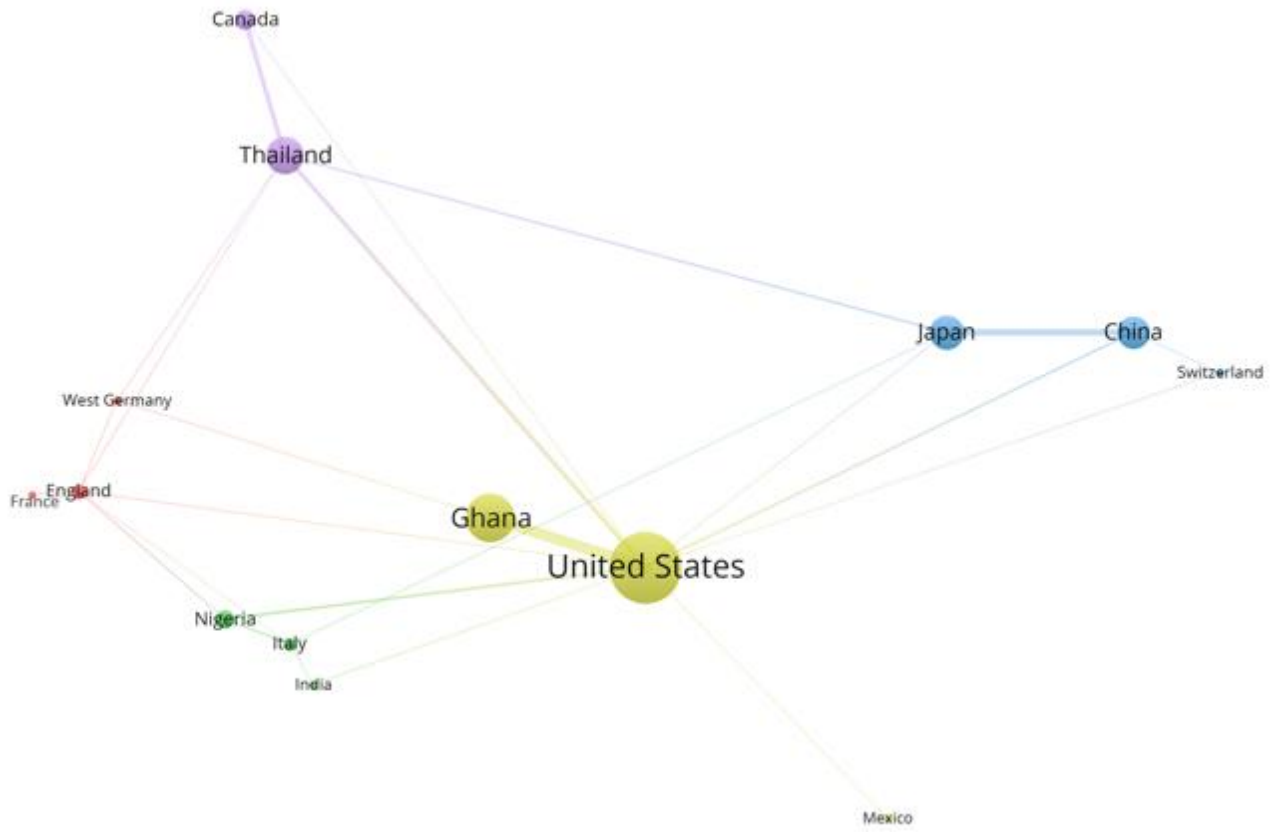 Canada
Thailand
Japan
China
Switzerland
West Germany
England
France
Ghana
United States
Nigeria
Italy
India
Mexico